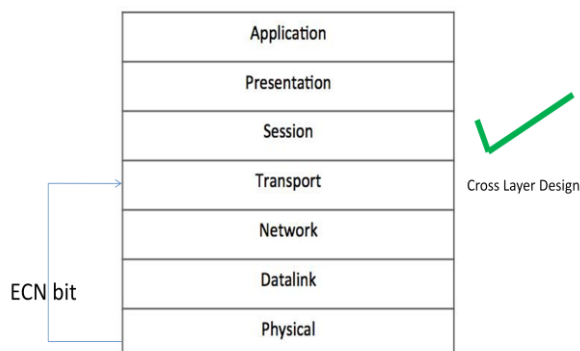 Application
Presentation
Session
Transport
Cross Layer Design
Network
Datalink
ECN bit
Physical